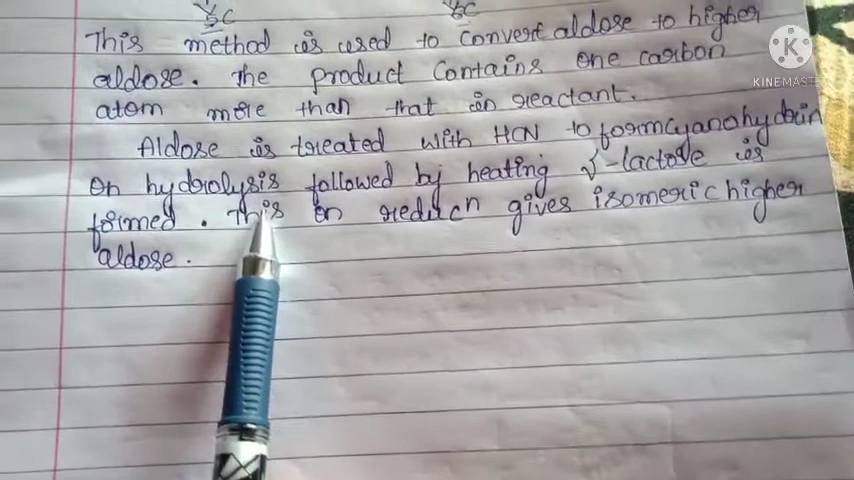 5C 6C
This method is used to convert aldose to higher
aldose. The product contains one carbon
atom more than that in reactant.
Aldose is treated with HCN to form cyanohydrin
on hydrolysis followed by heating √-lactove is
formed. This on reductn gives isomeric higher
aldose.
KINEMASTER